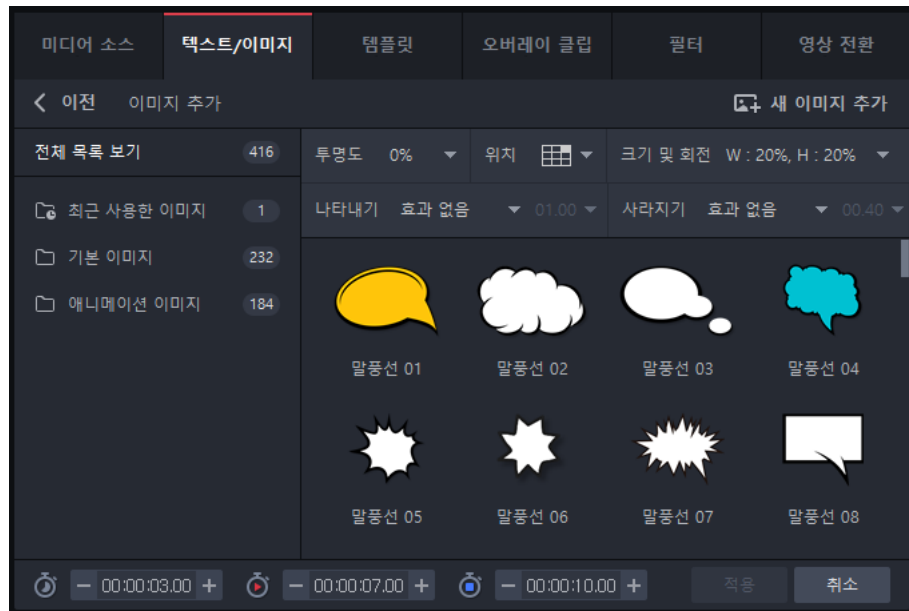 미디어 소스 텍스트/이미지 템플릿 오버레이 클립 필터 영상 전환
이전 이미지 추가 새 이미지 추가
전체 목록 보기 416
최근 사용한 이미지 1
기본 이미지 232
애니메이션 이미지 184
투명도 0% 위치 크기 및 회전 W : 20%, H : 20%
나타내기 효과 없음 01.00 사라지기 효과 없음 00.40
말풍선 01 말풍선 02 말풍선 03 말풍선 04
말풍선 05 말풍선 06 말풍선 07 말풍선 08
00:00:03.00 00:00:07.00 00:00:10.00 적용 취소